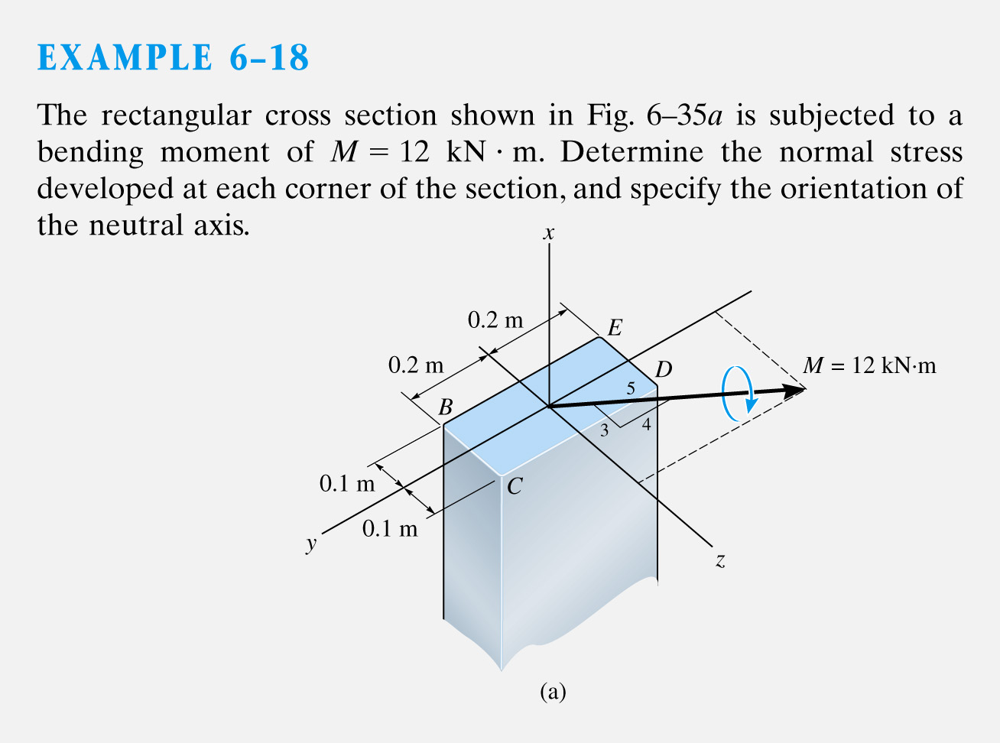 EXAMPLE 6–18
The rectangular cross section shown in Fig. 6–35a is subjected to a
bending moment of M = 12 kN · m. Determine the normal stress
developed at each corner of the section, and specify the orientation of
the neutral axis.
x
0.2 m
E
0.2 m
D
M = 12 kN·m
5
B
3
4
0.1 m
C
0.1 m
y
z
(a)